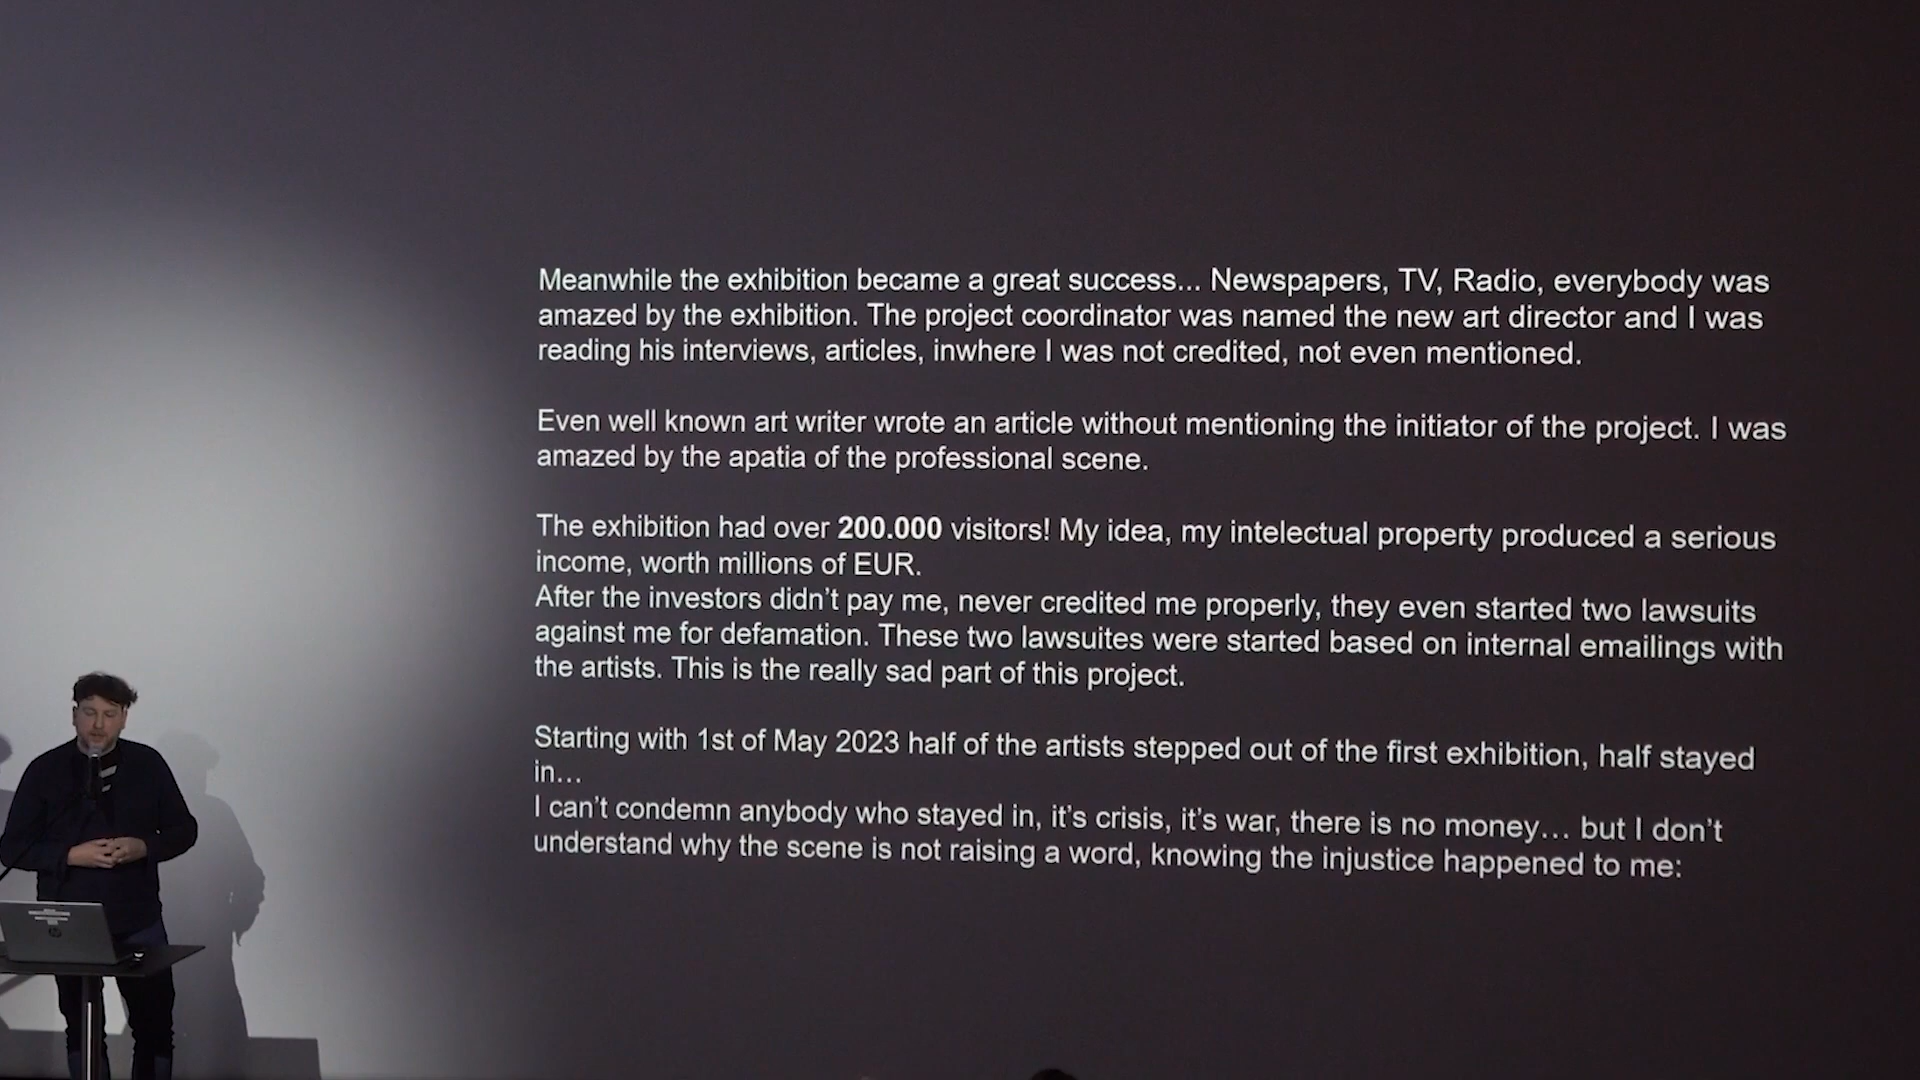 Meanwhile the exhibition became a great success... Newspapers, TV, Radio, everybody was
amazed by the exhibition. The project coordinator was named the new art director and I was
reading his interviews, articles, inwhere I was not credited, not even mentioned.
Even well known art writer wrote an article without mentioning the initiator of the project. I was
amazed by the apatia of the professional scene.
The exhibition had over 200.000 visitors! My idea, my intelectual property produced a serious
income, worth millions of EUR.
After the investors didn't pay me, never credited me properly, they even started two lawsuits
against me for defamation. These two lawsuites were started based on internal emailings with
the artists. This is the really sad part of this project.
Starting with 1st of May 2023 half of the artists stepped out of the first exhibition, half stayed
in...
I can't condemn anybody who stayed in, it's crisis, it's war, there is no money... but I don't
understand why the scene is not raising a word, knowing the injustice happened to me:
hp